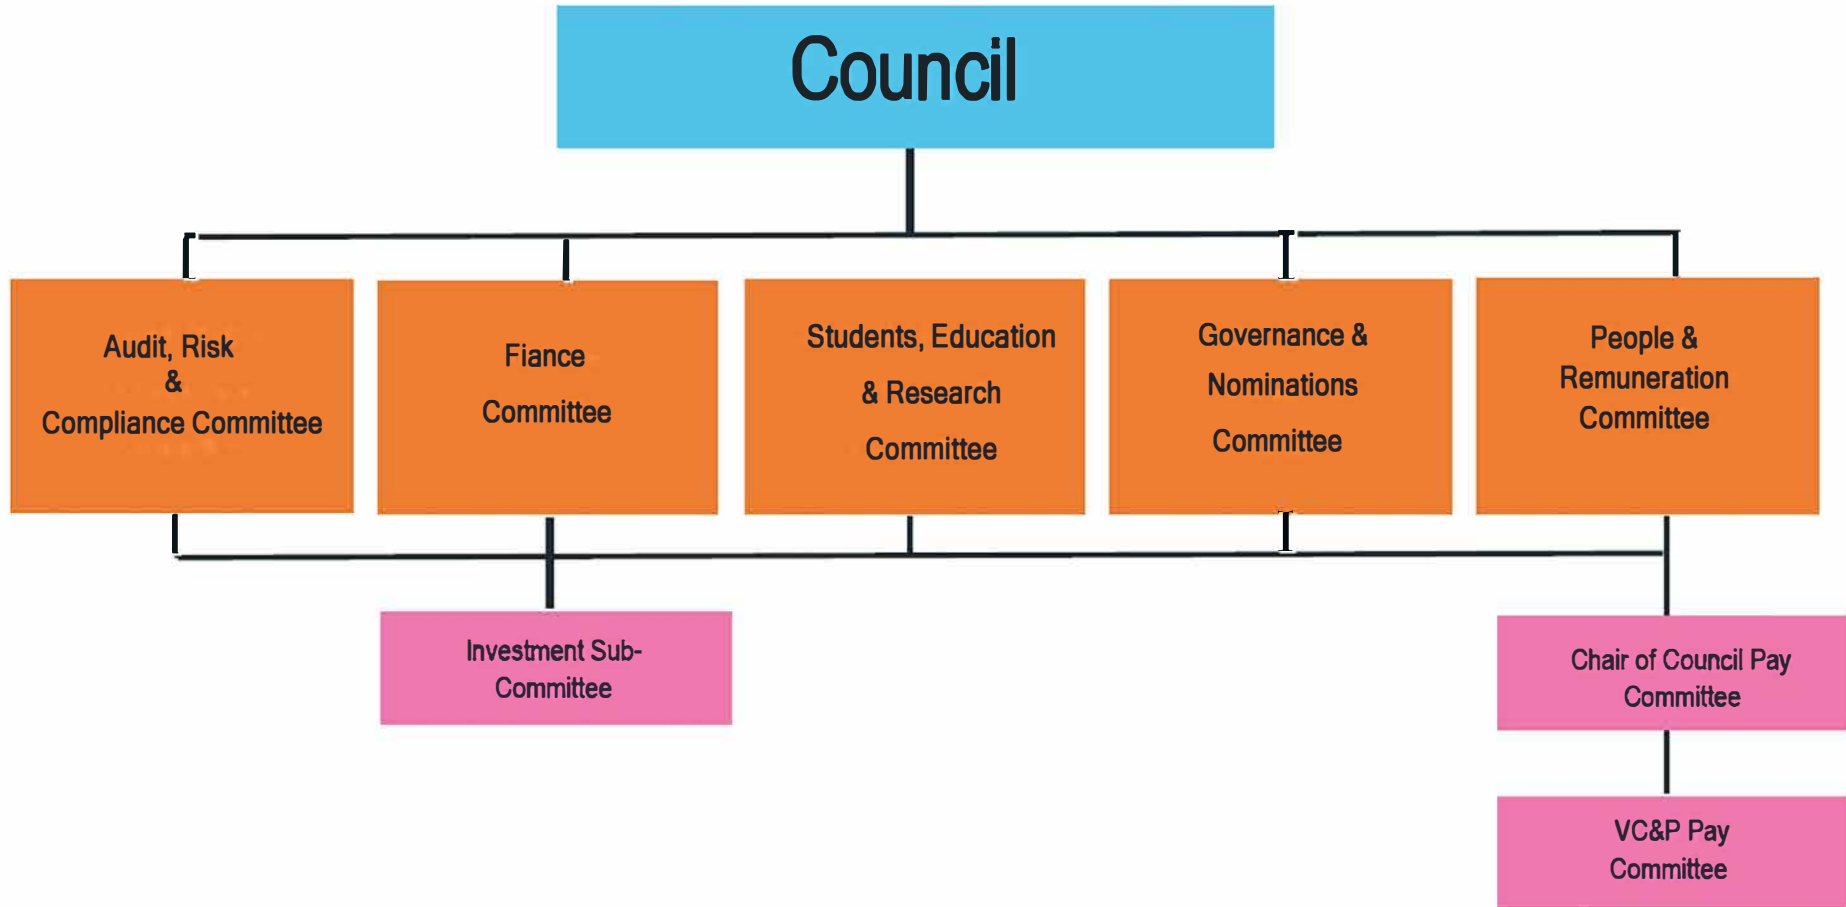 Council
Audit, Risk
&
Compliance Committee
Fiance
Committee
Students, Education
& Research
Committee
Governance &
Nominations
Committee
People &
Remuneration
Committee
Investment Sub-
Committee
Chair of Council Pay
Committee
VC&P Pay
Committee